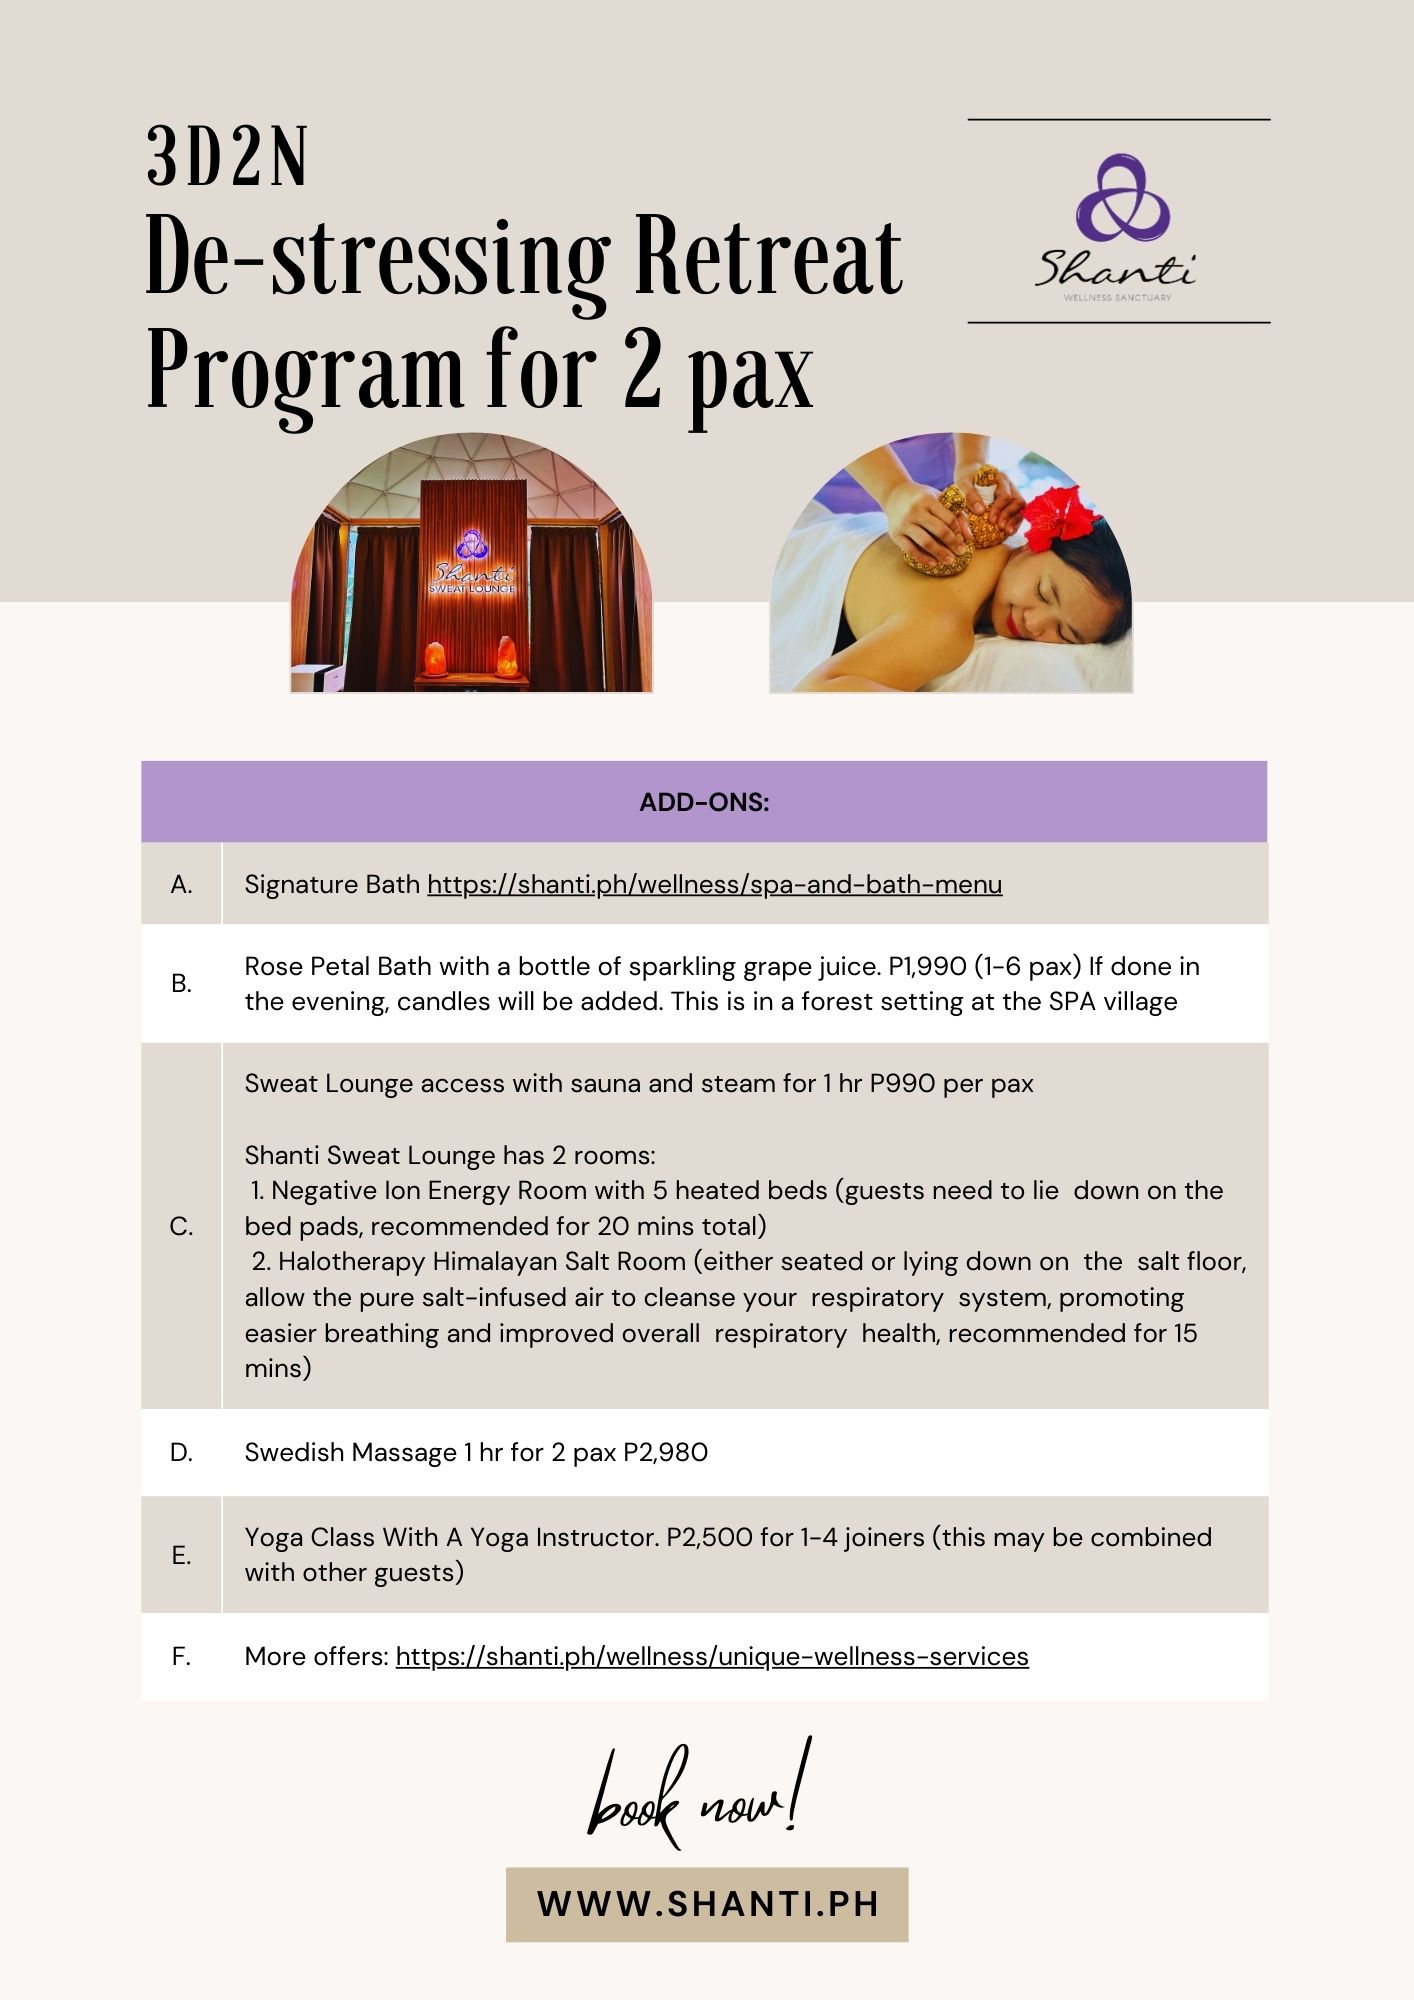 3D2N
De-stressing Retreat
Program for 2 pax
Shanti
WELLNESS SANCTUARY
Shanti
SWEAT LOUNGE
ADD-ONS:
A.
Signature Bath https://shanti.ph/wellness/spa-and-bath-menu
B.
Rose Petal Bath with a bottle of sparkling grape juice. P1,990 (1-6 pax) If done in
the evening, candles will be added. This is in a forest setting at the SPA village
C.
Sweat Lounge access with sauna and steam for 1 hr P990 per pax
Shanti Sweat Lounge has 2 rooms:
1. Negative Ion Energy Room with 5 heated beds (guests need to lie down on the
bed pads, recommended for 20 mins total)
2. Halotherapy Himalayan Salt Room (either seated or lying down on the salt floor,
allow the pure salt-infused air to cleanse your respiratory system, promoting
easier breathing and improved overall respiratory health, recommended for 15
mins)
D.
Swedish Massage 1 hr for 2 pax P2,980
E.
Yoga Class With A Yoga Instructor. P2,500 for 1-4 joiners (this may be combined
with other guests)
F.
More offers: https://shanti.ph/wellness/unique-wellness-services
book now!
WWW.SHANTI.PH